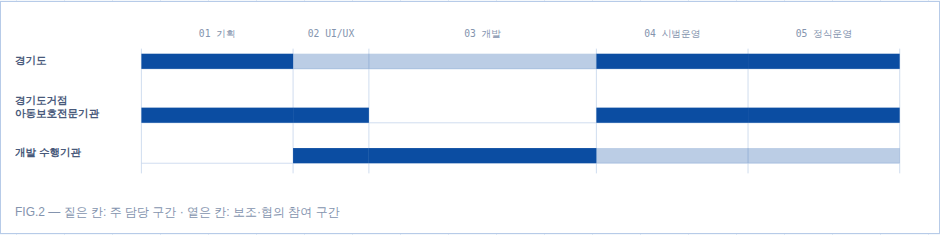 01 기획 02 UI/UX 03 개발 04 시범운영 05 정식운영
경기도
경기도거점
아동보호전문기관
개발 수행기관
FIG.2 — 짙은 칸: 주 담당 구간 · 옅은 칸: 보조·협의 참여 구간